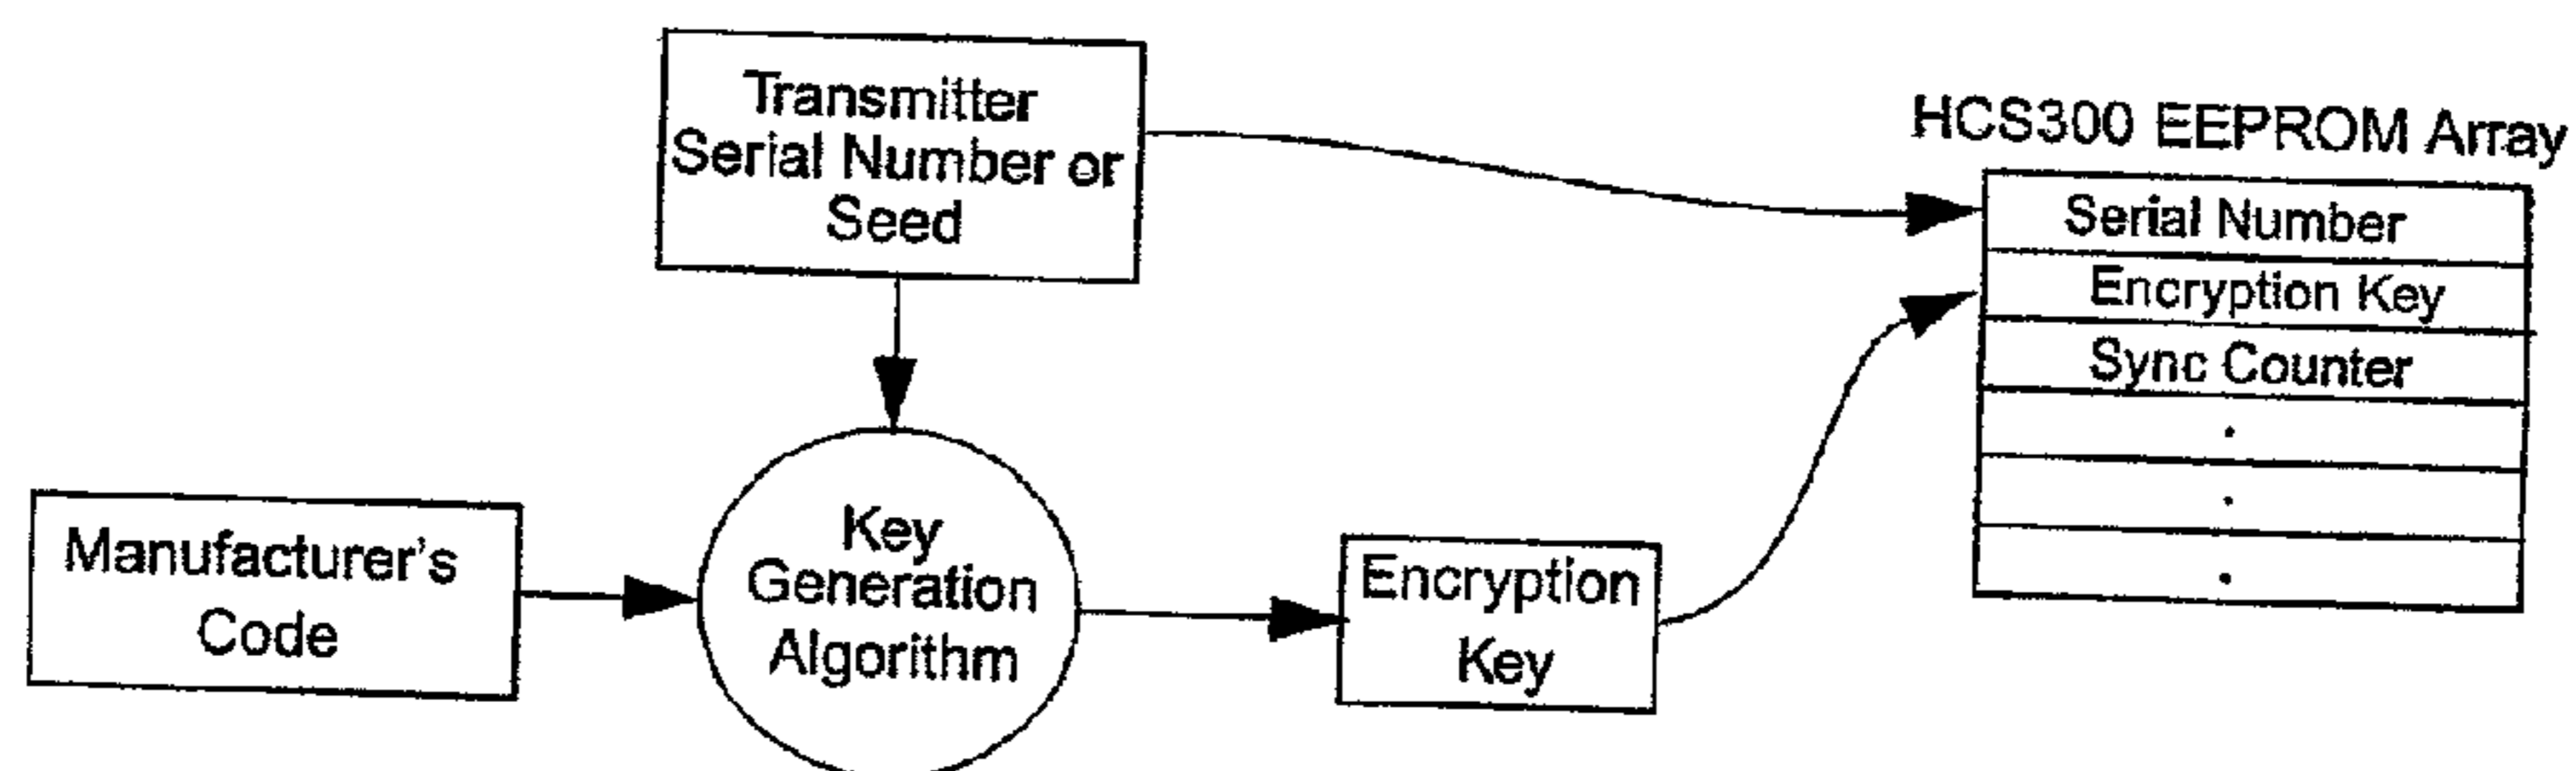 Transmitter
Serial Number or
Seed
HCS300 EEPROM Array
Serial Number
Encryption Key
Sync Counter
.
.
.
Manufacturer's
Code
Key
Generation
Algorithm
Encryption
Key